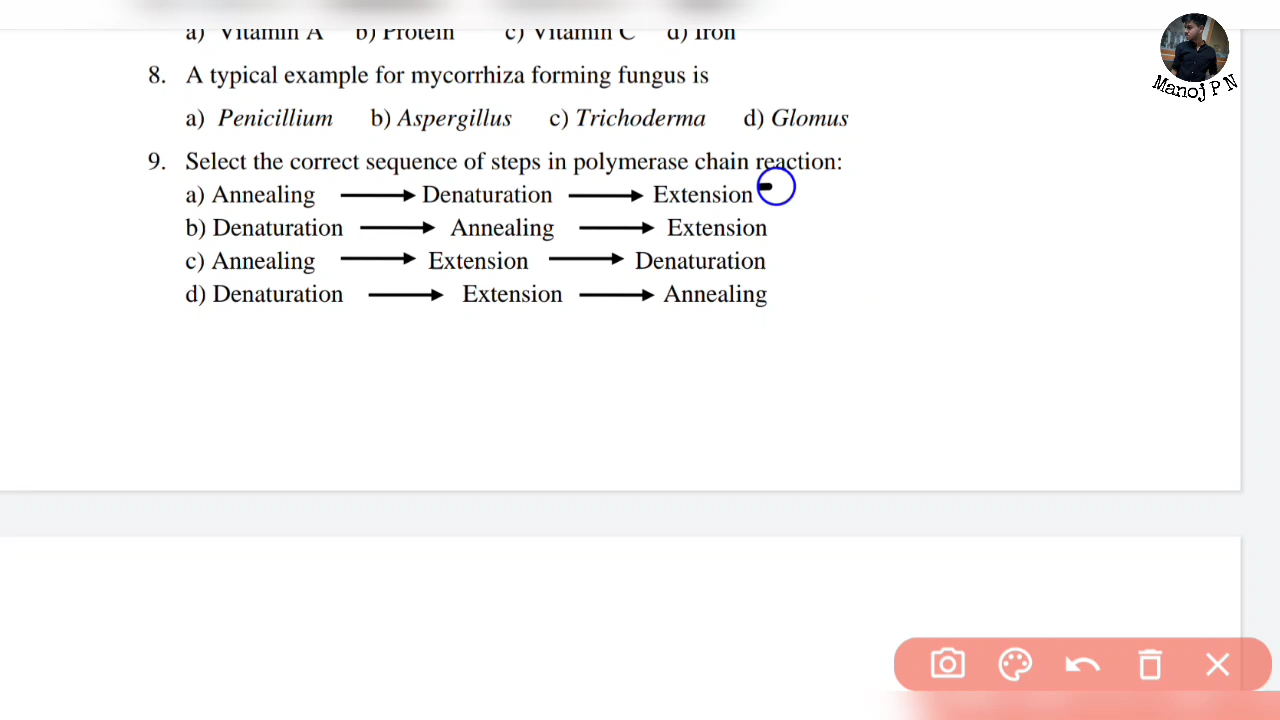 a) Vitamin A b) Protein c) Vitamin C d) Iron
8. A typical example for mycorrhiza forming fungus is
a) Penicillium b) Aspergillus c) Trichoderma d) Glomus
9. Select the correct sequence of steps in polymerase chain reaction:
a) Annealing → Denaturation → Extension
b) Denaturation → Annealing → Extension
c) Annealing → Extension → Denaturation
d) Denaturation → Extension → Annealing
Manoj P N